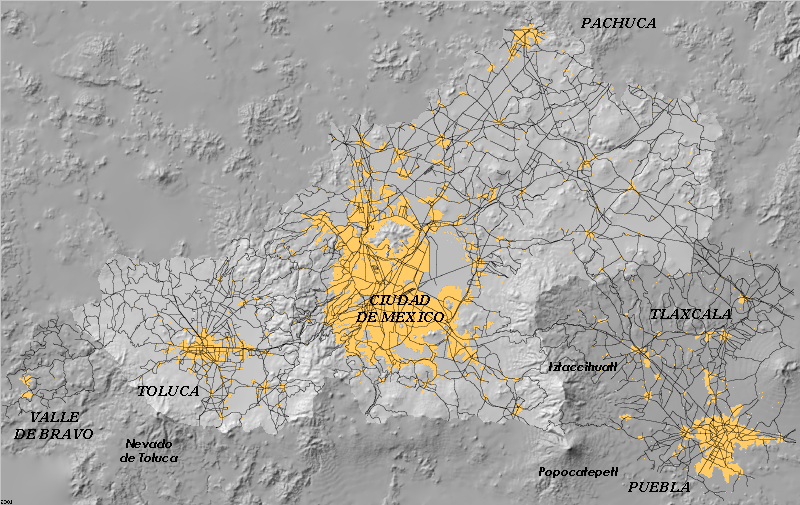 PACHUCA
CIUDAD
DE MEXICO
TLAXCALA
Iztaccihuatl
TOLUCA
VALLE
DE BRAVO
Nevado
de Toluca
Popocatepetl
PUEBLA